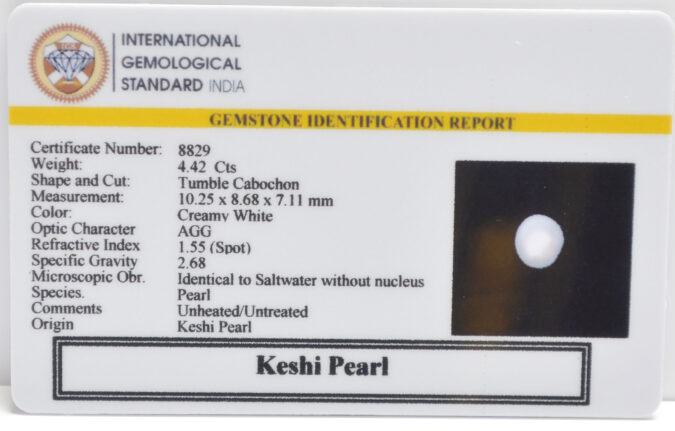 IGS
INTERNATIONAL
GEMOLOGICAL
STANDARD INDIA
GEMSTONE IDENTIFICATION REPORT
Certificate Number: 8829
Weight: 4.42 Cts
Shape and Cut: Tumble Cabochon
Measurement: 10.25 x 8.68 x 7.11 mm
Color: Creamy White
Optic Character AGG
Refractive Index 1.55 (Spot)
Specific Gravity 2.68
Microscopic Obr. Identical to Saltwater without nucleus
Species. Pearl
Comments Unheated/Untreated
Origin Keshi Pearl
Keshi Pearl